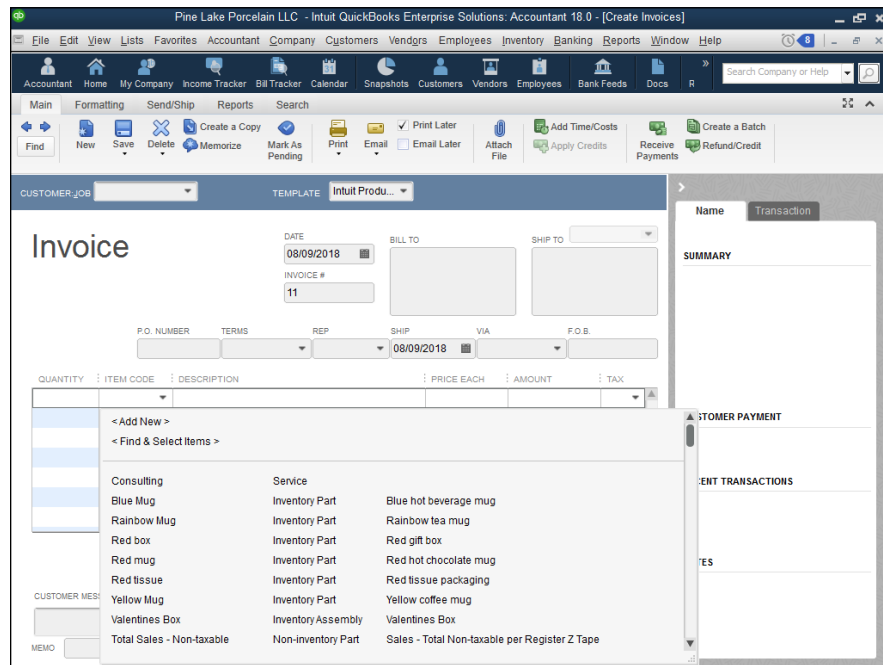 qb Pine Lake Porcelain LLC - Intuit QuickBooks Enterprise Solutions: Accountant 18.0 - [Create Invoices]
File Edit View Lists Favorites Accountant Company Customers Vendors Employees Inventory Banking Reports Window Help 8
Accountant Home My Company Income Tracker Bill Tracker Calendar Snapshots Customers Vendors Employees Bank Feeds Docs R » Search Company or Help
Main Formatting Send/Ship Reports Search
Find New Save Delete Create a Copy Memorize Mark As Pending Print Email Print Later Email Later Attach File Add Time/Costs Apply Credits Receive Payments Create a Batch Refund/Credit
CUSTOMER:JOB TEMPLATE Intuit Produ...
Name Transaction
Invoice
DATE BILL TO SHIP TO
08/09/2018
SUMMARY
INVOICE #
11
P.O. NUMBER TERMS REP SHIP VIA F.O.B.
08/09/2018
QUANTITY ITEM CODE DESCRIPTION PRICE EACH AMOUNT TAX
< Add New >
STOMER PAYMENT
< Find & Select Items >
Consulting Service
ENT TRANSACTIONS
Blue Mug Inventory Part Blue hot beverage mug
Rainbow Mug Inventory Part Rainbow tea mug
Red box Inventory Part Red gift box
Red mug Inventory Part Red hot chocolate mug
TES
Red tissue Inventory Part Red tissue packaging
CUSTOMER MESS
Yellow Mug Inventory Part Yellow coffee mug
Valentines Box Inventory Assembly Valentines Box
Total Sales - Non-taxable Non-inventory Part Sales - Total Non-taxable per Register Z Tape
MEMO